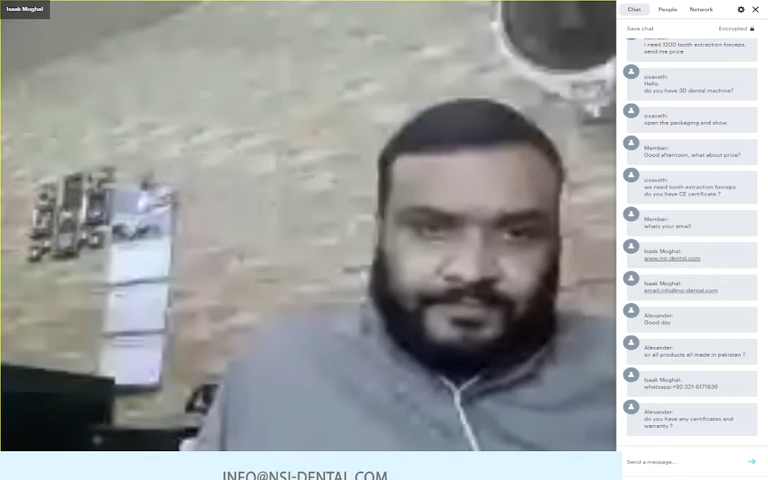 Isaak Moghal
Chat People Network
Save chat Encrypted
i need 1200 tooth extraction forceps,
send me price
sisavath:
Hello
do you have 3D dental machine?
sisavath:
open the packaging and show
Member:
Good afternoon, what about price?
sisavath:
we need tooth extraction forceps
do you have CE certificate ?
Member:
whats your email
Isaak Moghal:
www.nsi-dental.com
Isaak Moghal:
email:info@nsi-dental.com
Alexander:
Good day
Alexander:
sir all products all made in pakistan ?
Isaak Moghal:
whatsapp:+92-321-6171936
Alexander:
do you have any certificates and
warranty ?
Send a message...
INFO@NSI-DENTAL.COM